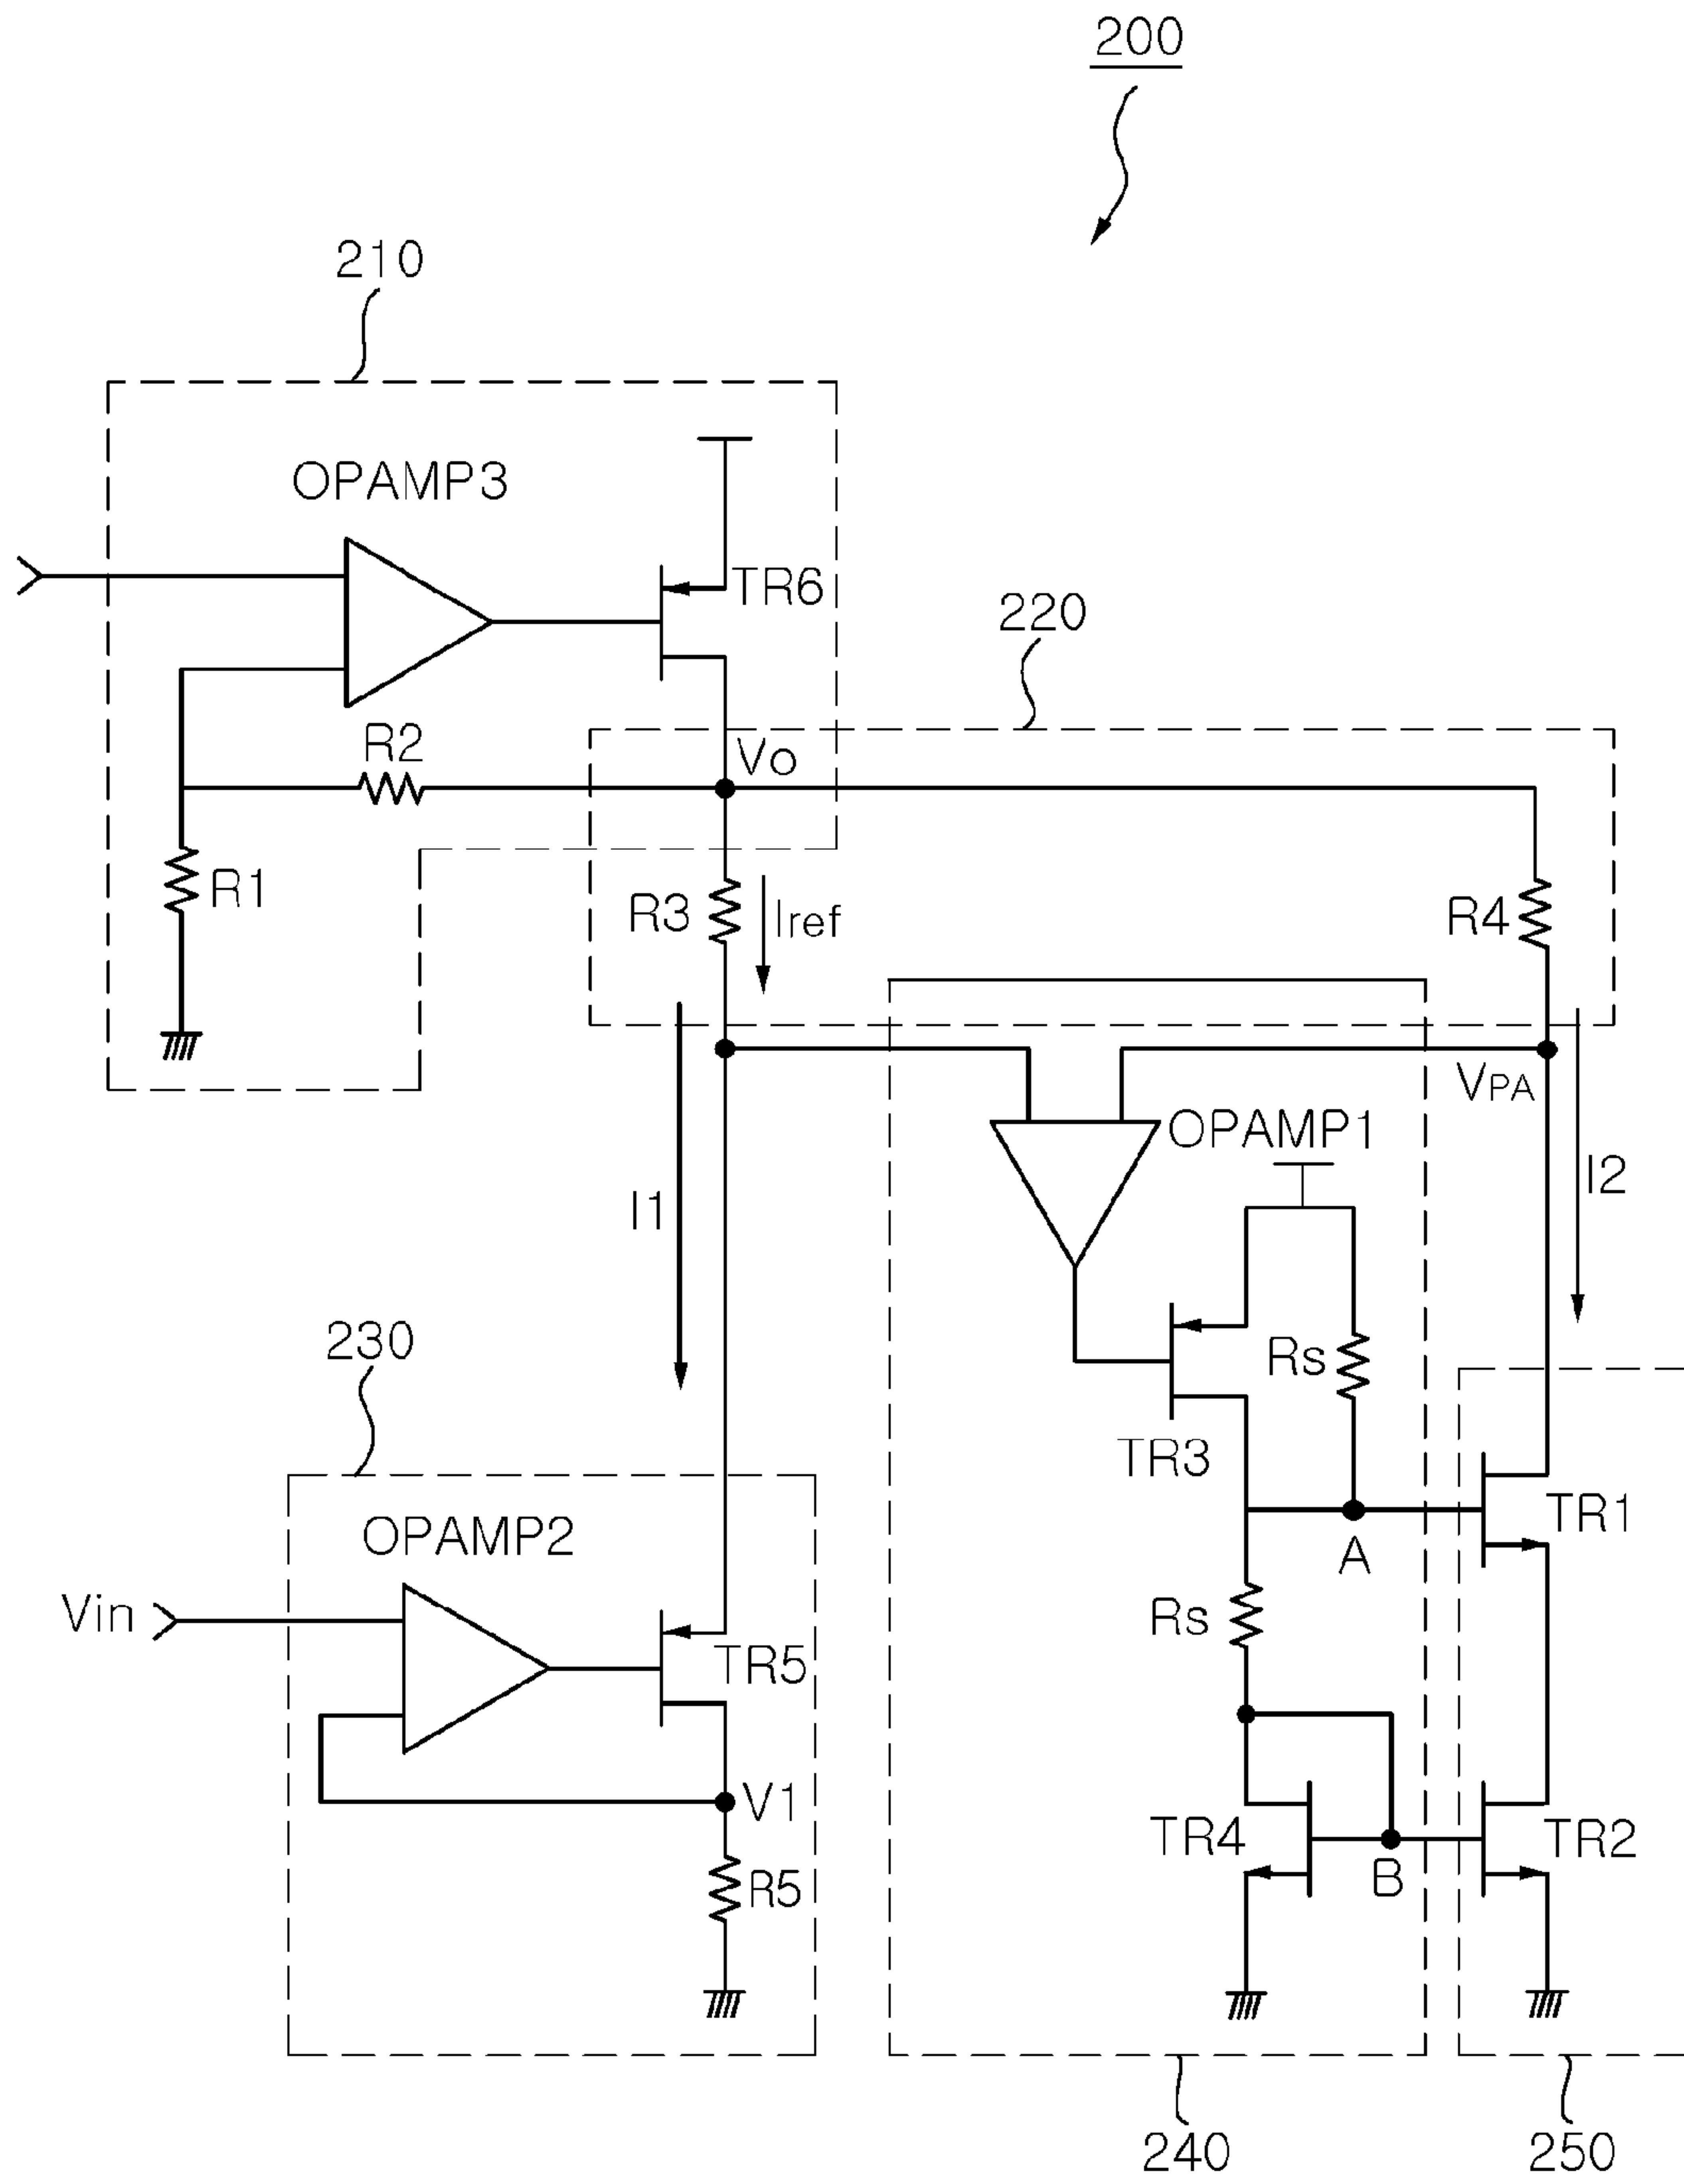 200
210
OPAMP3
TR6
220
R2
Vo
R1
R3
Iref
R4
VPA
OPAMP1
I1
I2
230
Rs
TR3
OPAMP2
TR1
A
Vin
Rs
TR5
V1
TR4
TR2
B
R5
240
250